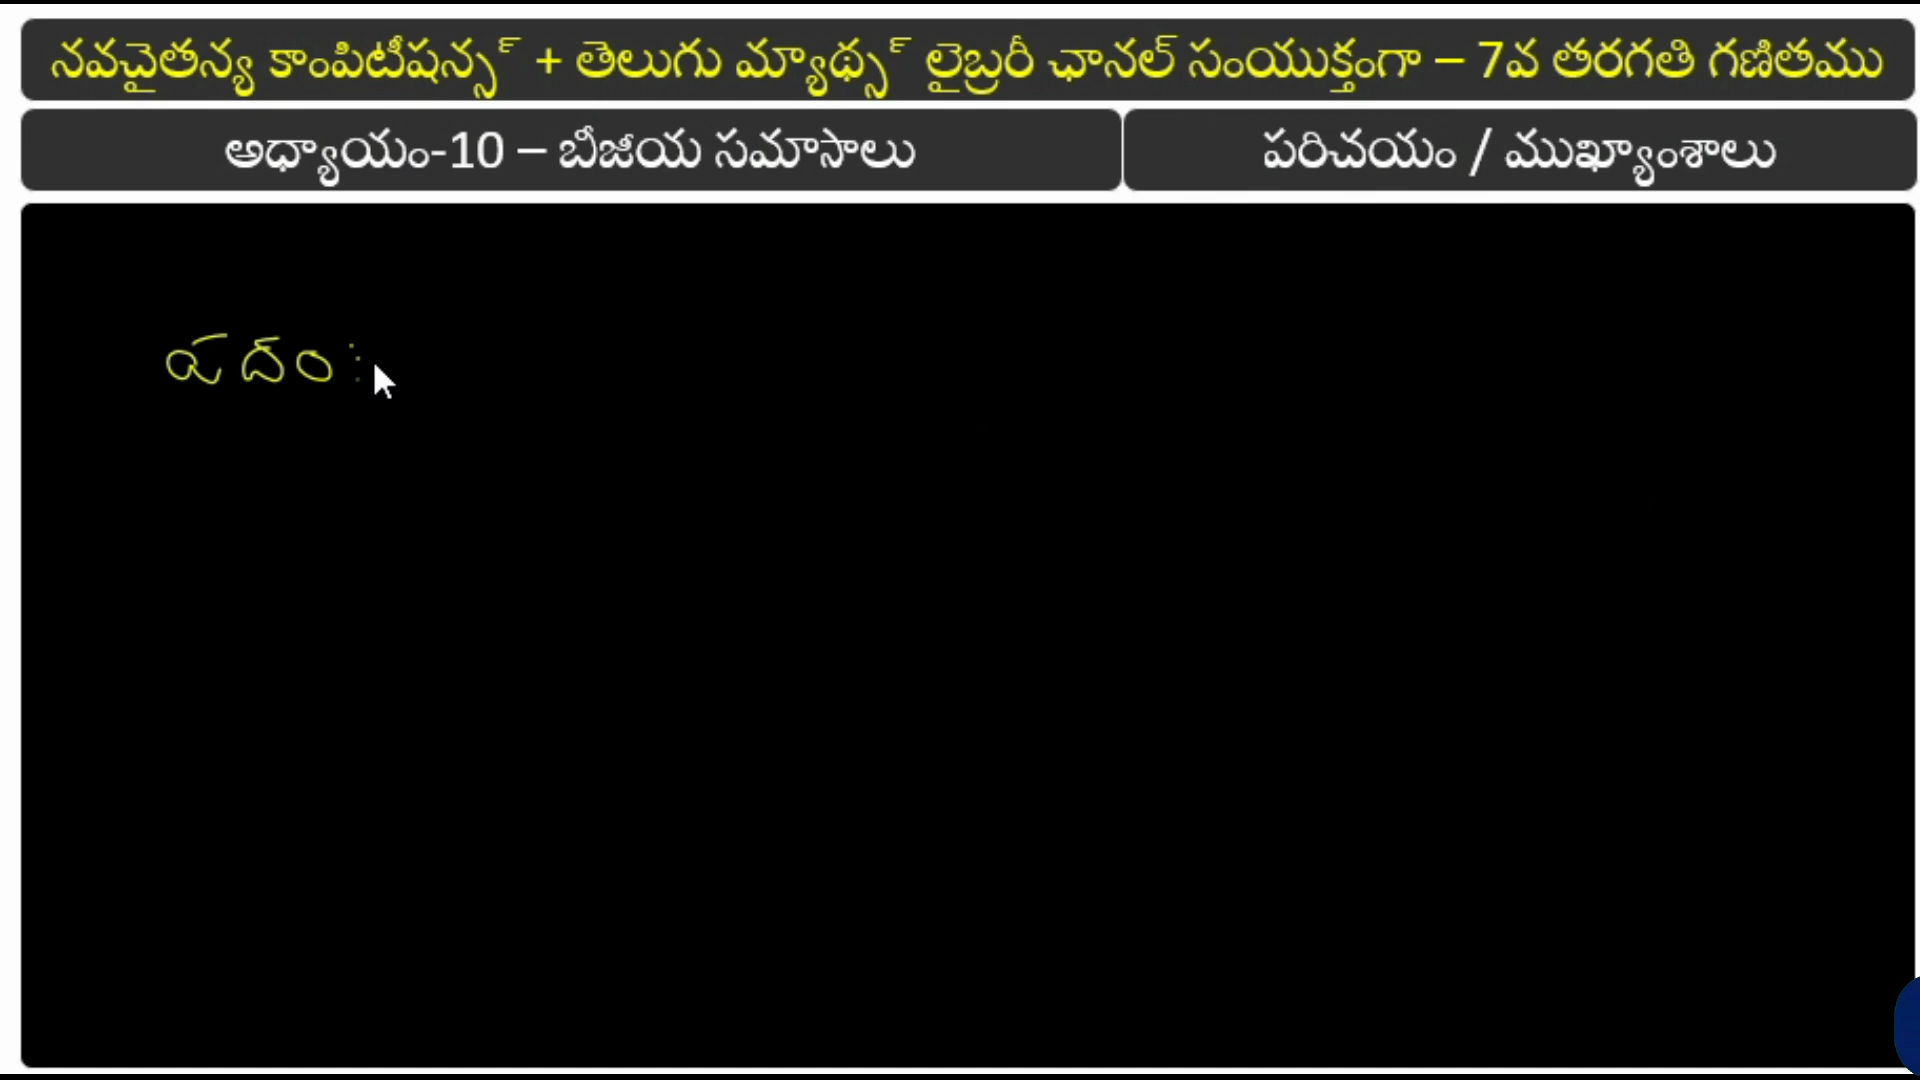 నవచైతన్య కాంపిటీషన్స్ + తెలుగు మ్యాథ్స్ లైబ్రరీ ఛానల్ సంయుక్తంగా – 7వ తరగతి గణితము
అధ్యాయం-10 – బీజీయ సమాసాలు
పరిచయం / ముఖ్యాంశాలు
పదం :